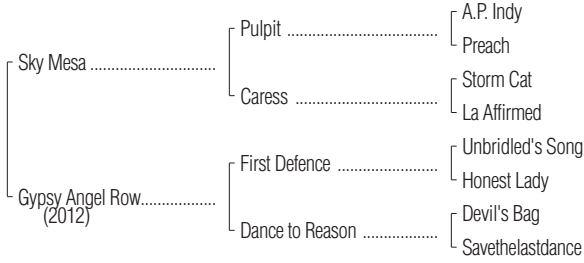 A.P. Indy
Pulpit ........................................
Preach
Sky Mesa .................................
Storm Cat
Caress ......................................
La Affirmed
Unbridled's Song
First Defence ...........................
Honest Lady
Gypsy Angel Row....................
(2012)
Devil's Bag
Dance to Reason ....................
Savethelastdance